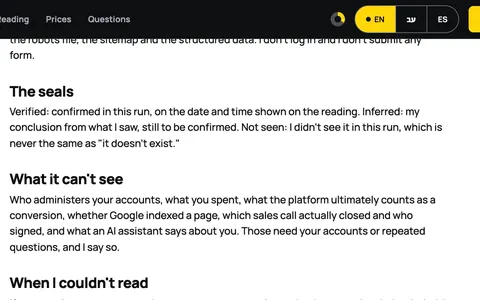 Reading Prices Questions EN עב ES
the robots file, the sitemap and the structured data. I don't log in and I don't submit any
form.
The seals
Verified: confirmed in this run, on the date and time shown on the reading. Inferred: my
conclusion from what I saw, still to be confirmed. Not seen: I didn't see it in this run, which is
never the same as "it doesn't exist."
What it can't see
Who administers your accounts, what you spent, what the platform ultimately counts as a
conversion, whether Google indexed a page, which sales call actually closed and who
signed, and what an AI assistant says about you. Those need your accounts or repeated
questions, and I say so.
When I couldn't read